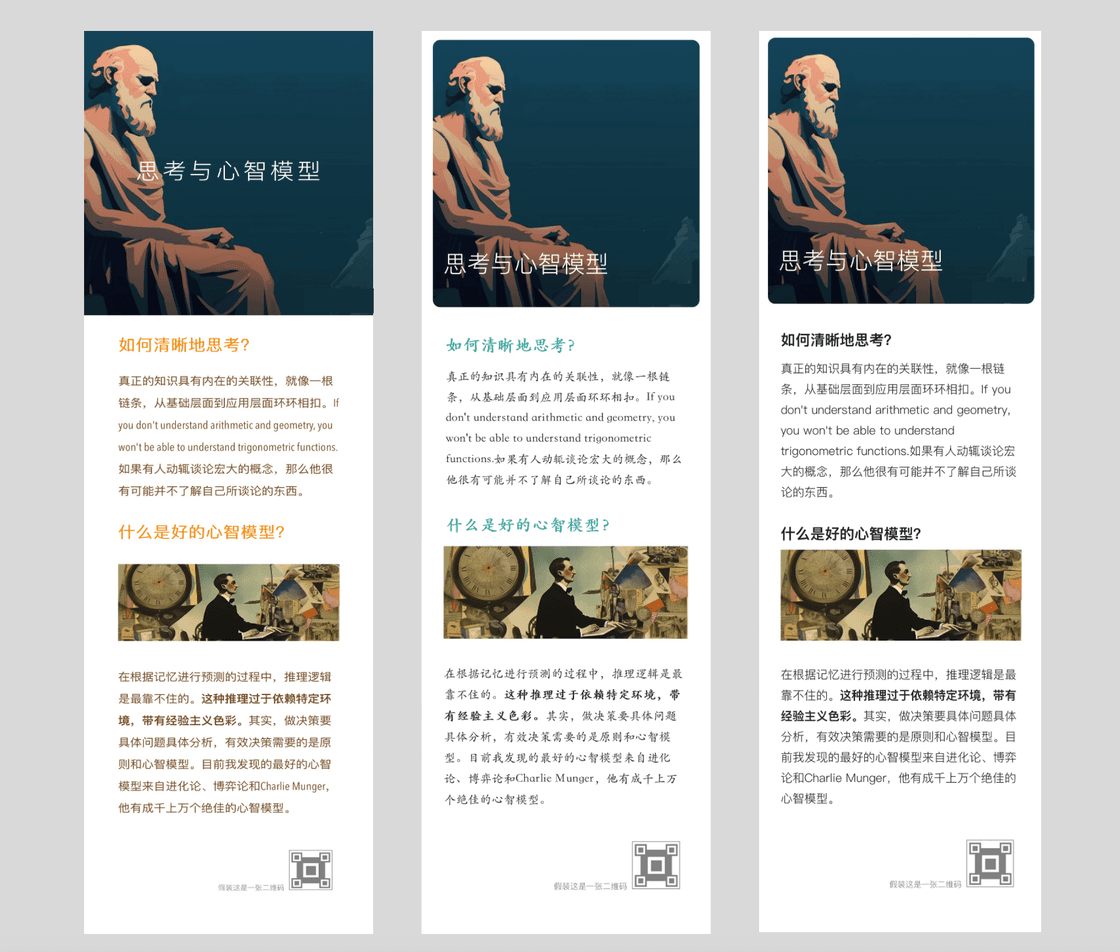 思考与心智模型
如何清晰地思考？
真正的知识具有内在的关联性，就像一根
链条，从基础层面到应用层面环环相扣。If
you don't understand arithmetic and geometry, you
won't be able to understand trigonometric functions.
如果有人动辄谈论宏大的概念，那么他很
有可能并不了解自己所谈论的东西。
什么是好的心智模型？
在根据记忆进行预测的过程中，推理逻辑
是最靠不住的。这种推理过于依赖特定环
境，带有经验主义色彩。其实，做决策要
具体问题具体分析，有效决策需要的是原
则和心智模型。目前我发现的最好的心智
模型来自进化论、博弈论和Charlie Munger，
他有成千上万个绝佳的心智模型。
假装这是一张二维码
思考与心智模型
如何清晰地思考？
真正的知识具有内在的关联性，就像一根链
条，从基础层面到应用层面环环相扣。If you
don't understand arithmetic and geometry, you
won't be able to understand trigonometric
functions.如果有人动辄谈论宏大的概念，那么
他很有可能并不了解自己所谈论的东西。
什么是好的心智模型？
在根据记忆进行预测的过程中，推理逻辑是最
靠不住的。这种推理过于依赖特定环境，带
有经验主义色彩。其实，做决策要具体问题
具体分析，有效决策需要的是原则和心智模
型。目前我发现的最好的心智模型来自进化
论、博弈论和Charlie Munger，他有成千上万
个绝佳的心智模型。
假装这是一张二维码
思考与心智模型
如何清晰地思考？
真正的知识具有内在的关联性，就像一根链
条，从基础层面到应用层面环环相扣。If you
don't understand arithmetic and geometry,
you won't be able to understand
trigonometric functions.如果有人动辄谈论宏
大的概念，那么他很有可能并不了解自己所谈
论的东西。
什么是好的心智模型？
在根据记忆进行预测的过程中，推理逻辑是最
靠不住的。这种推理过于依赖特定环境，带有
经验主义色彩。其实，做决策要具体问题具体
分析，有效决策需要的是原则和心智模型。目
前我发现的最好的心智模型来自进化论、博弈
论和Charlie Munger，他有成千上万个绝佳的
心智模型。
假装这是一张二维码